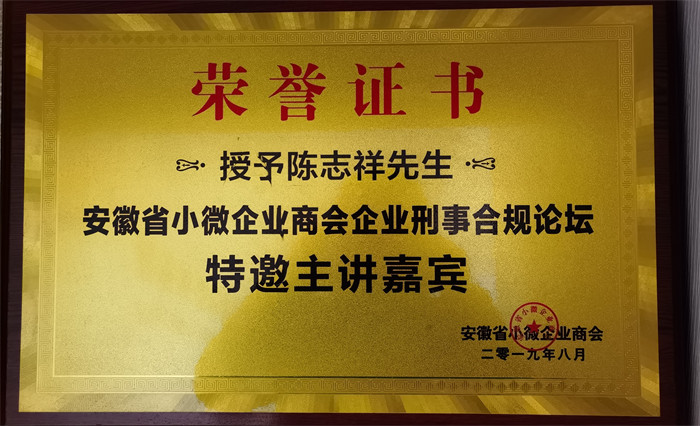 荣誉证书
授予陈志祥先生
安徽省小微企业商会企业刑事合规论坛
特邀主讲嘉宾
安徽省小微企业商会
二零一九年八月